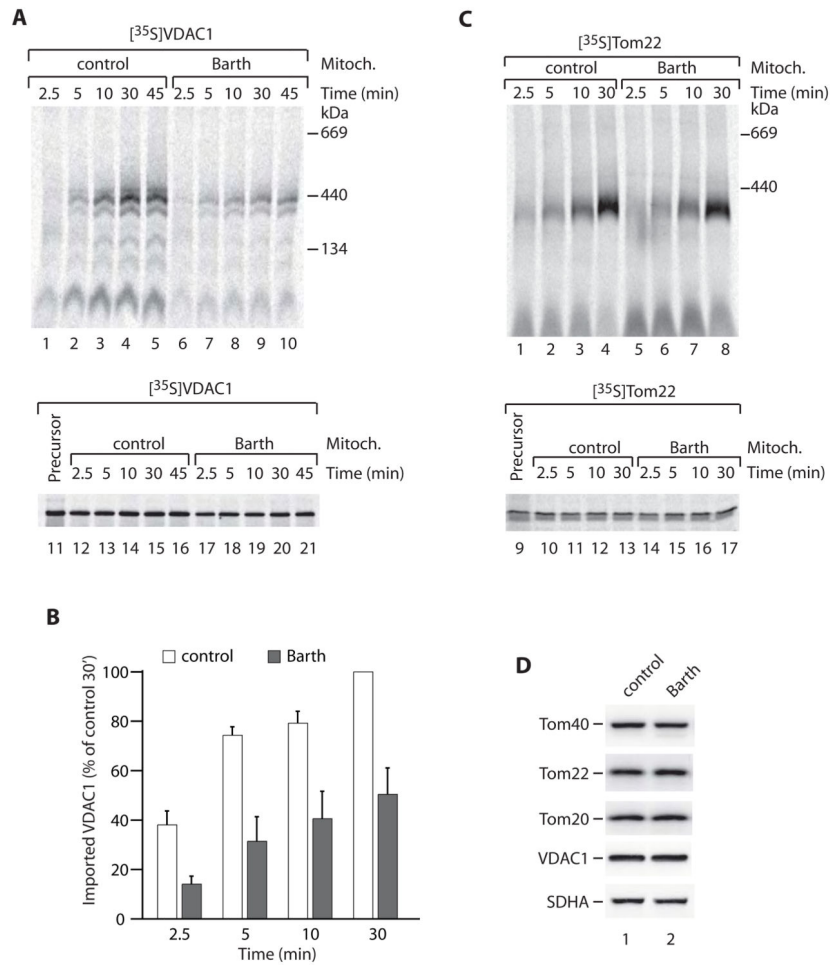 A
[³⁵S]VDAC1
control Barth Mitoch.
2.5 5 10 30 45 2.5 5 10 30 45 Time (min)
kDa
669
440
134
1 2 3 4 5 6 7 8 9 10
[³⁵S]VDAC1
Precursor
control Barth Mitoch.
2.5 5 10 30 45 2.5 5 10 30 45 Time (min)
11 12 13 14 15 16 17 18 19 20 21
C
[³⁵S]Tom22
control Barth Mitoch.
2.5 5 10 30 2.5 5 10 30 Time (min)
kDa
669
440
1 2 3 4 5 6 7 8
[³⁵S]Tom22
Precursor
control Barth Mitoch.
2.5 5 10 30 2.5 5 10 30 Time (min)
9 10 11 12 13 14 15 16 17
B
control Barth
Imported VDAC1 (% of control 30')
100
80
60
40
20
0
2.5 5 10 30
Time (min)
D
control Barth
Tom40
Tom22
Tom20
VDAC1
SDHA
1 2